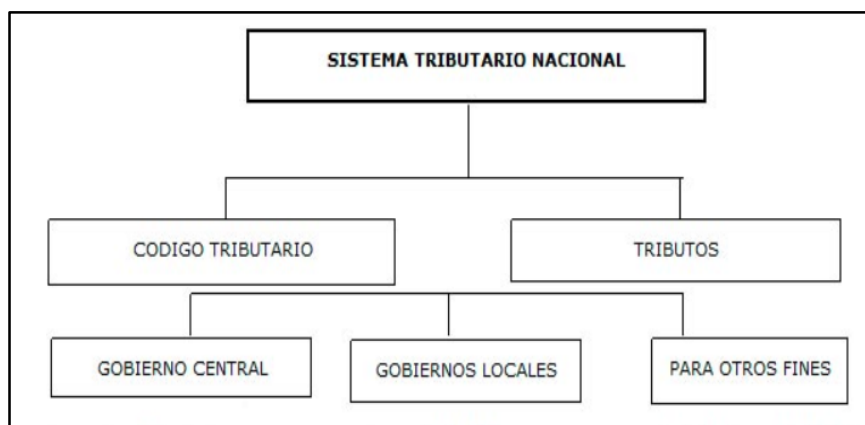 SISTEMA TRIBUTARIO NACIONAL
CODIGO TRIBUTARIO
TRIBUTOS
GOBIERNO CENTRAL
GOBIERNOS LOCALES
PARA OTROS FINES